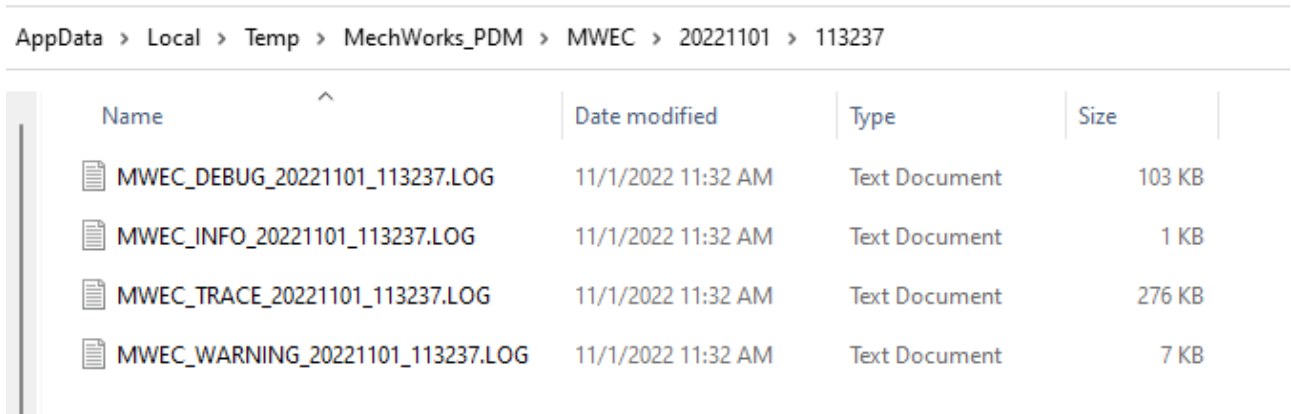 AppData > Local > Temp > MechWorks_PDM > MWEC > 20221101 > 113237
Name Date modified Type Size
MWEC_DEBUG_20221101_113237.LOG 11/1/2022 11:32 AM Text Document 103 KB
MWEC_INFO_20221101_113237.LOG 11/1/2022 11:32 AM Text Document 1 KB
MWEC_TRACE_20221101_113237.LOG 11/1/2022 11:32 AM Text Document 276 KB
MWEC_WARNING_20221101_113237.LOG 11/1/2022 11:32 AM Text Document 7 KB